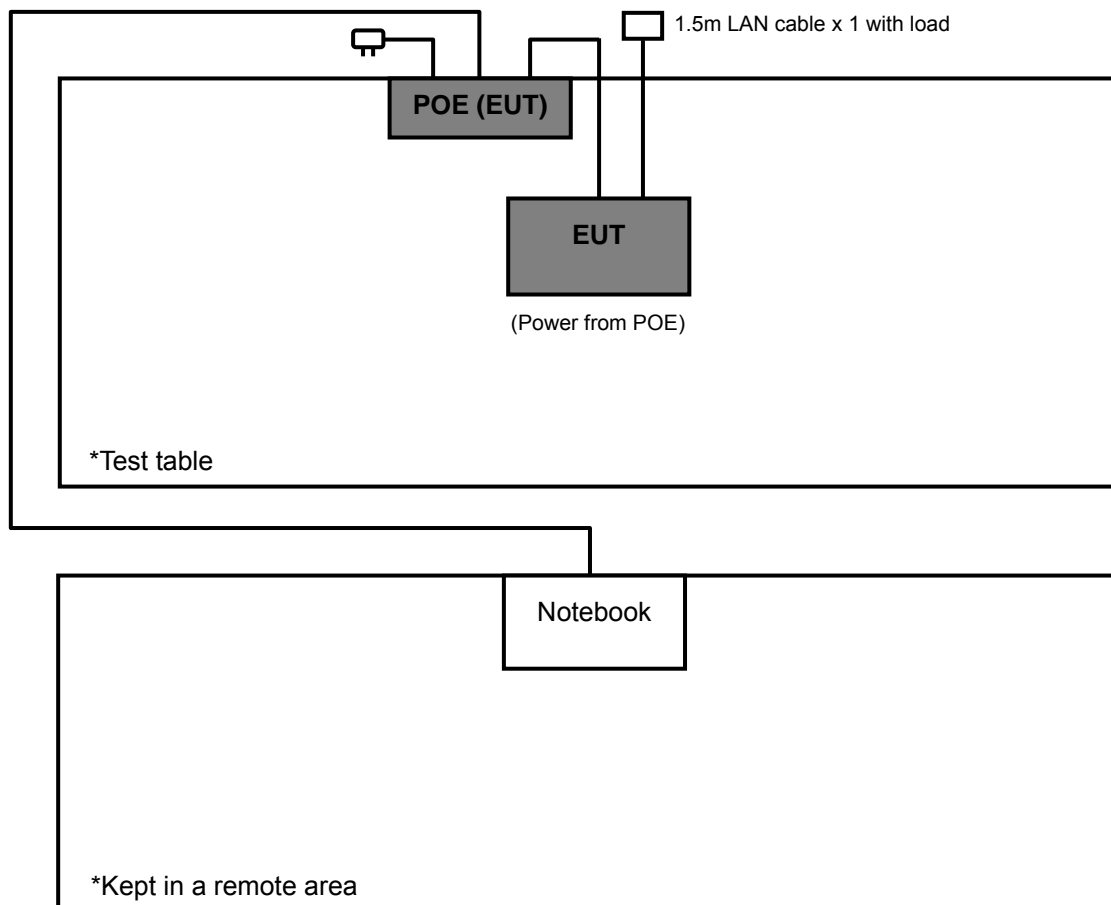 1.5m LAN cable x 1 with load
POE (EUT)
EUT
(Power from POE)
*Test table
Notebook
*Kept in a remote area